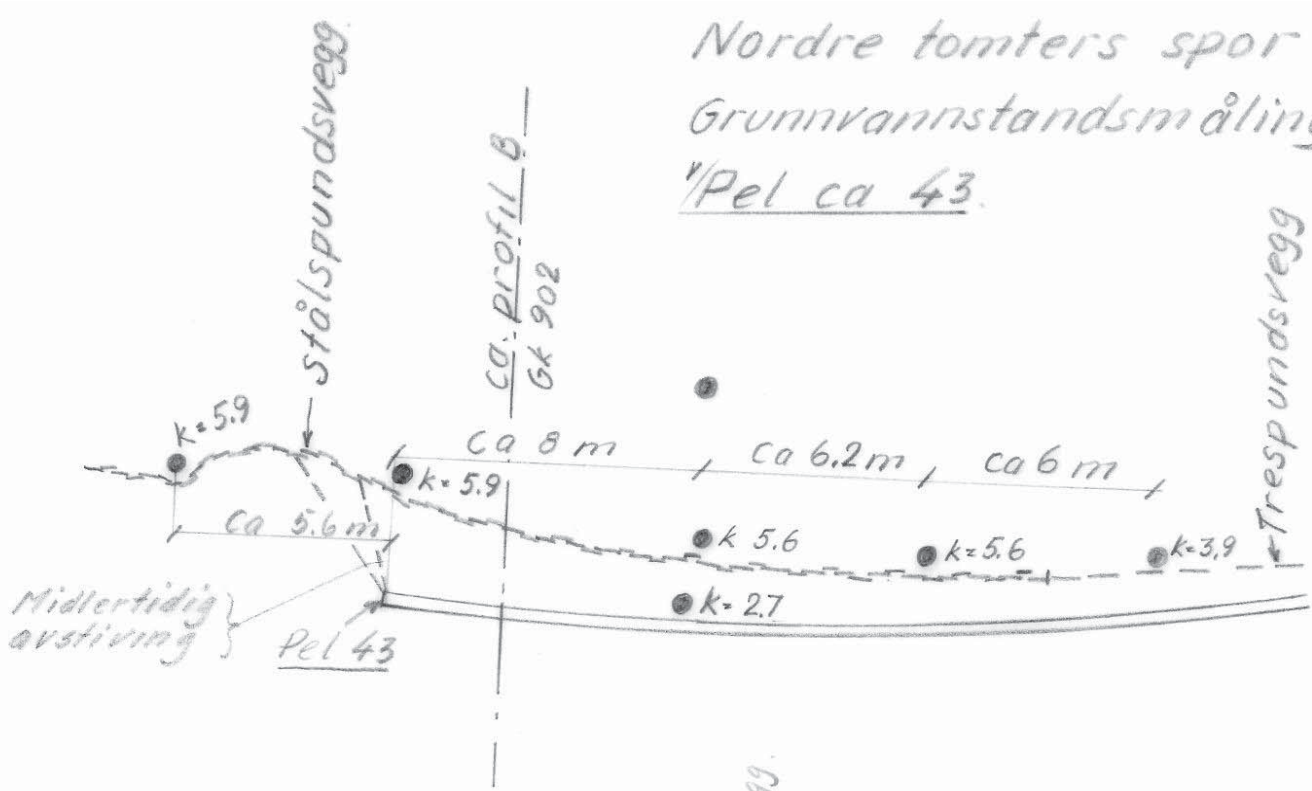 Nordre tomters spor
Grunnvannstandsmåling
v/Pel ca 43.
Stålspundsvegg.
ca. profil B
GK 902
Trespundsvegg
k=5.9
ca 8 m
ca 6.2 m
ca 6 m
k=5.9
ca 5.6 m
k 5.6
k=5.6
k=3.9
k=2.7
Midlertidig
avstiving
Pel 43
gg.